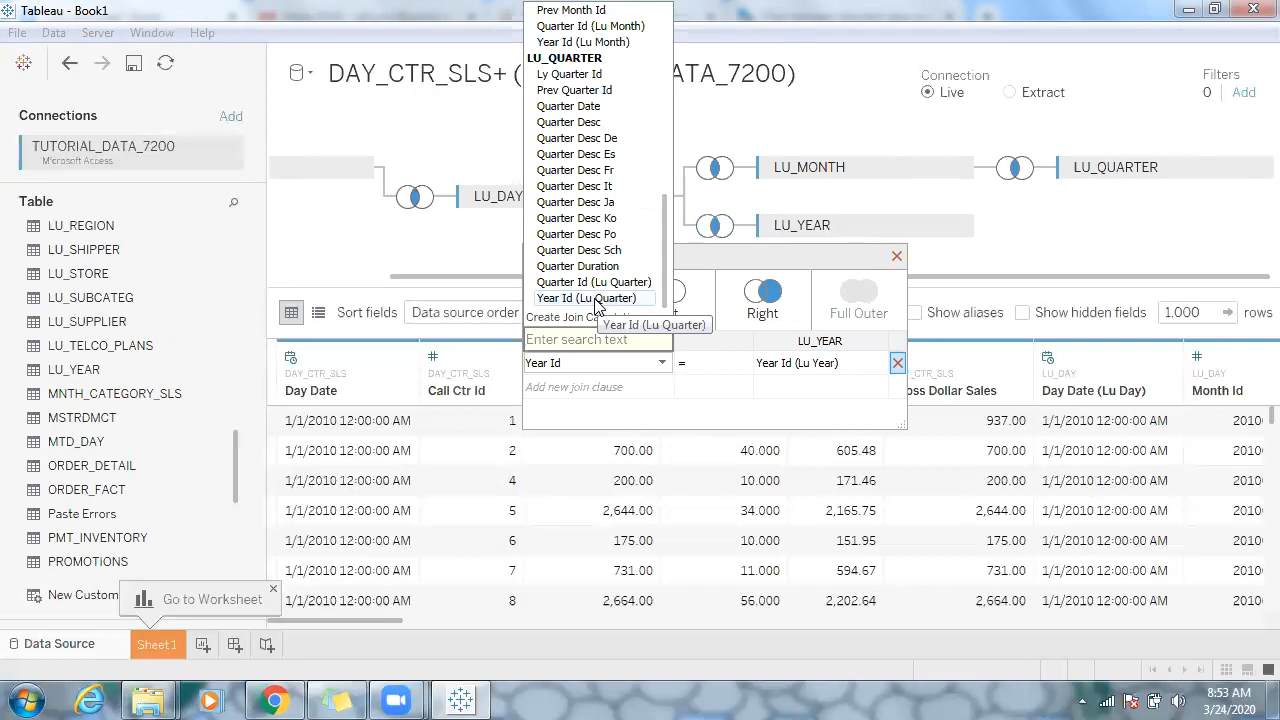 Tableau - Book1
File Data Server Window Help
Connections Add
TUTORIAL_DATA_7200
Microsoft Access
Table
LU_REGION
LU_SHIPPER
LU_STORE
LU_SUBCATEG
LU_SUPPLIER
LU_TELCO_PLANS
LU_YEAR
MNTH_CATEGORY_SLS
MSTRDMCT
MTD_DAY
ORDER_DETAIL
ORDER_FACT
Paste Errors
PMT_INVENTORY
PROMOTIONS
New Custom
Go to Worksheet
DAY_CTR_SLS+ ( ATA_7200)
Connection
Live Extract
Filters
0 Add
LU_DAY
LU_MONTH
LU_QUARTER
LU_YEAR
Prev Month Id
Quarter Id (Lu Month)
Year Id (Lu Month)
LU_QUARTER
Ly Quarter Id
Prev Quarter Id
Quarter Date
Quarter Desc
Quarter Desc De
Quarter Desc Es
Quarter Desc Fr
Quarter Desc It
Quarter Desc Ja
Quarter Desc Ko
Quarter Desc Po
Quarter Desc Sch
Quarter Duration
Quarter Id (Lu Quarter)
Year Id (Lu Quarter)
Create Join C
Year Id (Lu Quarter)
Enter search text
Right Full Outer
LU_YEAR
Year Id = Year Id (Lu Year)
Add new join clause
Sort fields Data source order
Show aliases Show hidden fields 1.000 rows
DAY_CTR_SLS DAY_CTR_SLS CTR_SLS LU_DAY LU_DAY
Day Date Call Ctr Id ss Dollar Sales Day Date (Lu Day) Month Id
1/1/2010 12:00:00 AM 1 937.00 1/1/2010 12:00:00 AM 2010
1/1/2010 12:00:00 AM 2 700.00 40.000 605.48 700.00 1/1/2010 12:00:00 AM 2010
1/1/2010 12:00:00 AM 4 200.00 10.000 171.46 200.00 1/1/2010 12:00:00 AM 2010
1/1/2010 12:00:00 AM 5 2,644.00 34.000 2,165.75 2,644.00 1/1/2010 12:00:00 AM 2010
1/1/2010 12:00:00 AM 6 175.00 10.000 151.95 175.00 1/1/2010 12:00:00 AM 2010
1/1/2010 12:00:00 AM 7 731.00 11.000 594.67 731.00 1/1/2010 12:00:00 AM 2010
1/1/2010 12:00:00 AM 8 2,664.00 56.000 2,202.64 2,664.00 1/1/2010 12:00:00 AM 2010
Data Source Sheet1
8:53 AM
3/24/2020